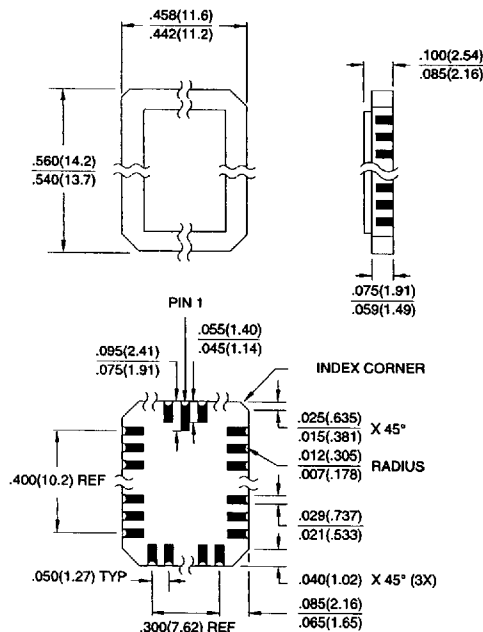 .458(11.6)
.442(11.2)
.100(2.54)
.085(2.16)
.560(14.2)
.540(13.7)
.075(1.91)
.059(1.49)
PIN 1
.055(1.40)
.045(1.14)
.095(2.41)
.075(1.91)
INDEX CORNER
.025(.635)
.015(.381)
X 45°
.012(.305)
.007(.178)
RADIUS
.400(10.2) REF
.029(.737)
.021(.533)
.050(1.27) TYP
.040(1.02) X 45° (3X)
.085(2.16)
.065(1.65)
.300(7.62) REF